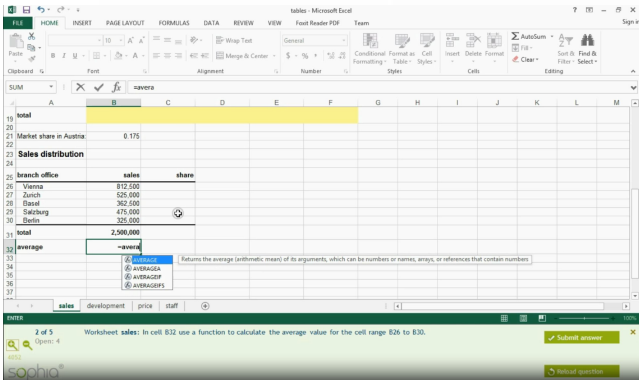 tables - Microsoft Excel
Sign in
FILE HOME INSERT PAGE LAYOUT FORMULAS DATA REVIEW VIEW Foxit Reader PDF Team
Paste
B I U
10 A A
Wrap Text
Merge & Center
General
$ - % ,
Conditional Formatting
Format as Table
Cell Styles
Insert Delete Format
AutoSum
Fill
Clear
Sort & Filter
Find & Select
Clipboard Font Alignment Number Styles Cells Editing
SUM fx =avera
A B C D E F G H I J K L M
19 total
20
21 Market share in Austria: 0.175
22
23 Sales distribution
24
25 branch office sales share
26 Vienna 812,500
27 Zurich 525,000
28 Basel 362,500
29 Salzburg 475,000
30 Berlin 325,000
31 total 2,500,000
32 average =avera
33 AVERAGE Returns the average (arithmetic mean) of its arguments, which can be numbers or names, arrays, or references that contain numbers
34 AVERAGEA
35 AVERAGEIF
36 AVERAGEIFS
37
sales development price staff
ENTER 100%
2 of 5 Worksheet sales: In cell B32 use a function to calculate the average value for the cell range B26 to B30.
Open: 4
Submit answer
4852
sophia
Reload question